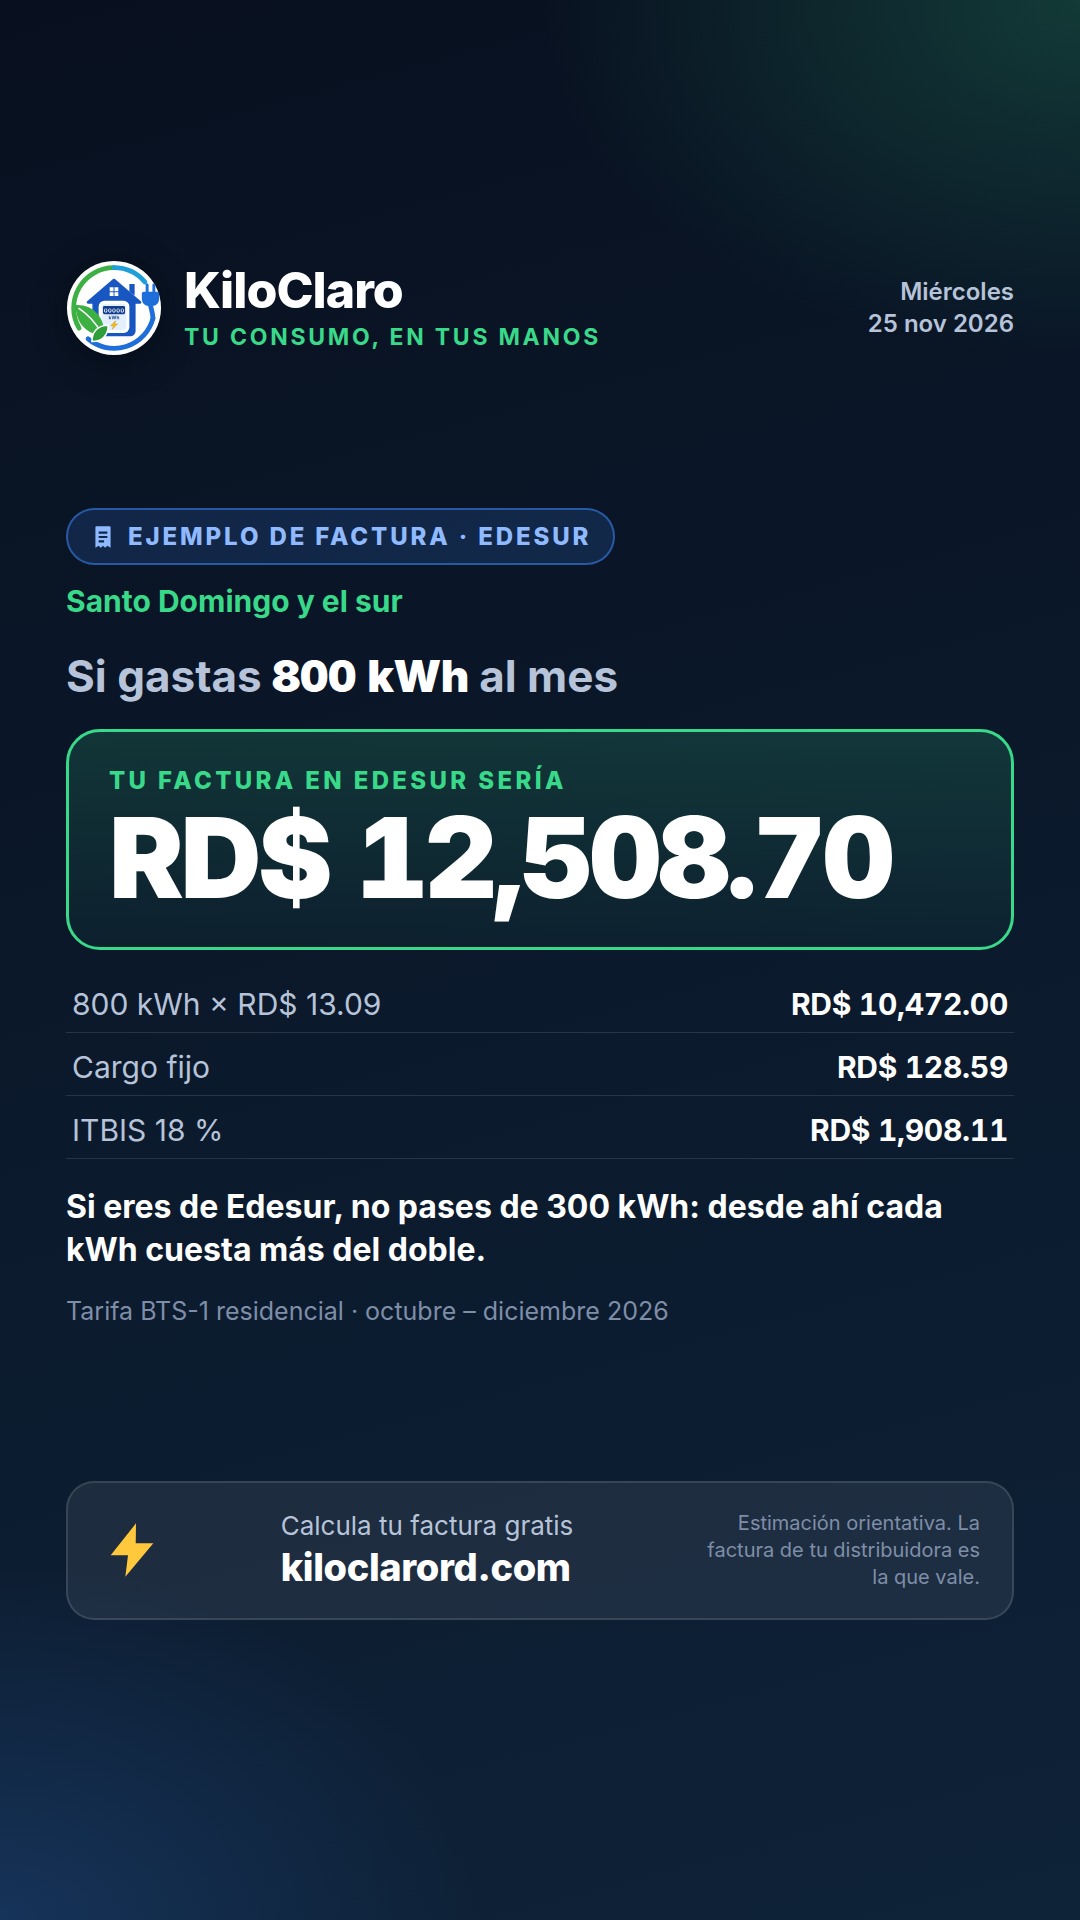 KiloClaro
TU CONSUMO, EN TUS MANOS
Miércoles
25 nov 2026
EJEMPLO DE FACTURA · EDESUR
Santo Domingo y el sur
Si gastas 800 kWh al mes
TU FACTURA EN EDESUR SERÍA
RD$ 12,508.70
800 kWh × RD$ 13.09 RD$ 10,472.00
Cargo fijo RD$ 128.59
ITBIS 18 % RD$ 1,908.11
Si eres de Edesur, no pases de 300 kWh: desde ahí cada
kWh cuesta más del doble.
Tarifa BTS-1 residencial · octubre – diciembre 2026
Calcula tu factura gratis
kiloclarord.com
Estimación orientativa. La
factura de tu distribuidora es
la que vale.